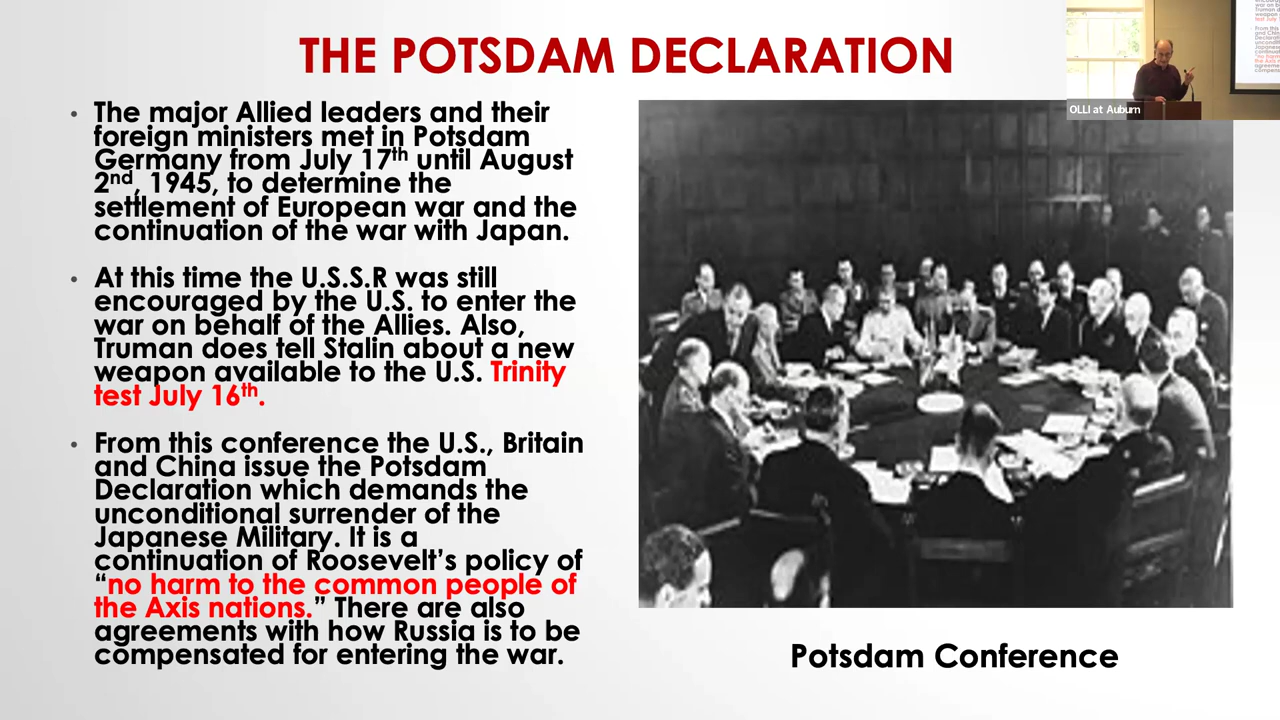 THE POTSDAM DECLARATION
• The major Allied leaders and their
foreign ministers met in Potsdam
Germany from July 17th until August
2nd, 1945, to determine the
settlement of European war and the
continuation of the war with Japan.
• At this time the U.S.S.R was still
encouraged by the U.S. to enter the
war on behalf of the Allies. Also,
Truman does tell Stalin about a new
weapon available to the U.S. Trinity
test July 16th.
• From this conference the U.S., Britain
and China issue the Potsdam
Declaration which demands the
unconditional surrender of the
Japanese Military. It is a
continuation of Roosevelt’s policy of
“no harm to the common people of
the Axis nations.” There are also
agreements with how Russia is to be
compensated for entering the war.
Potsdam Conference
OLLI at Auburn